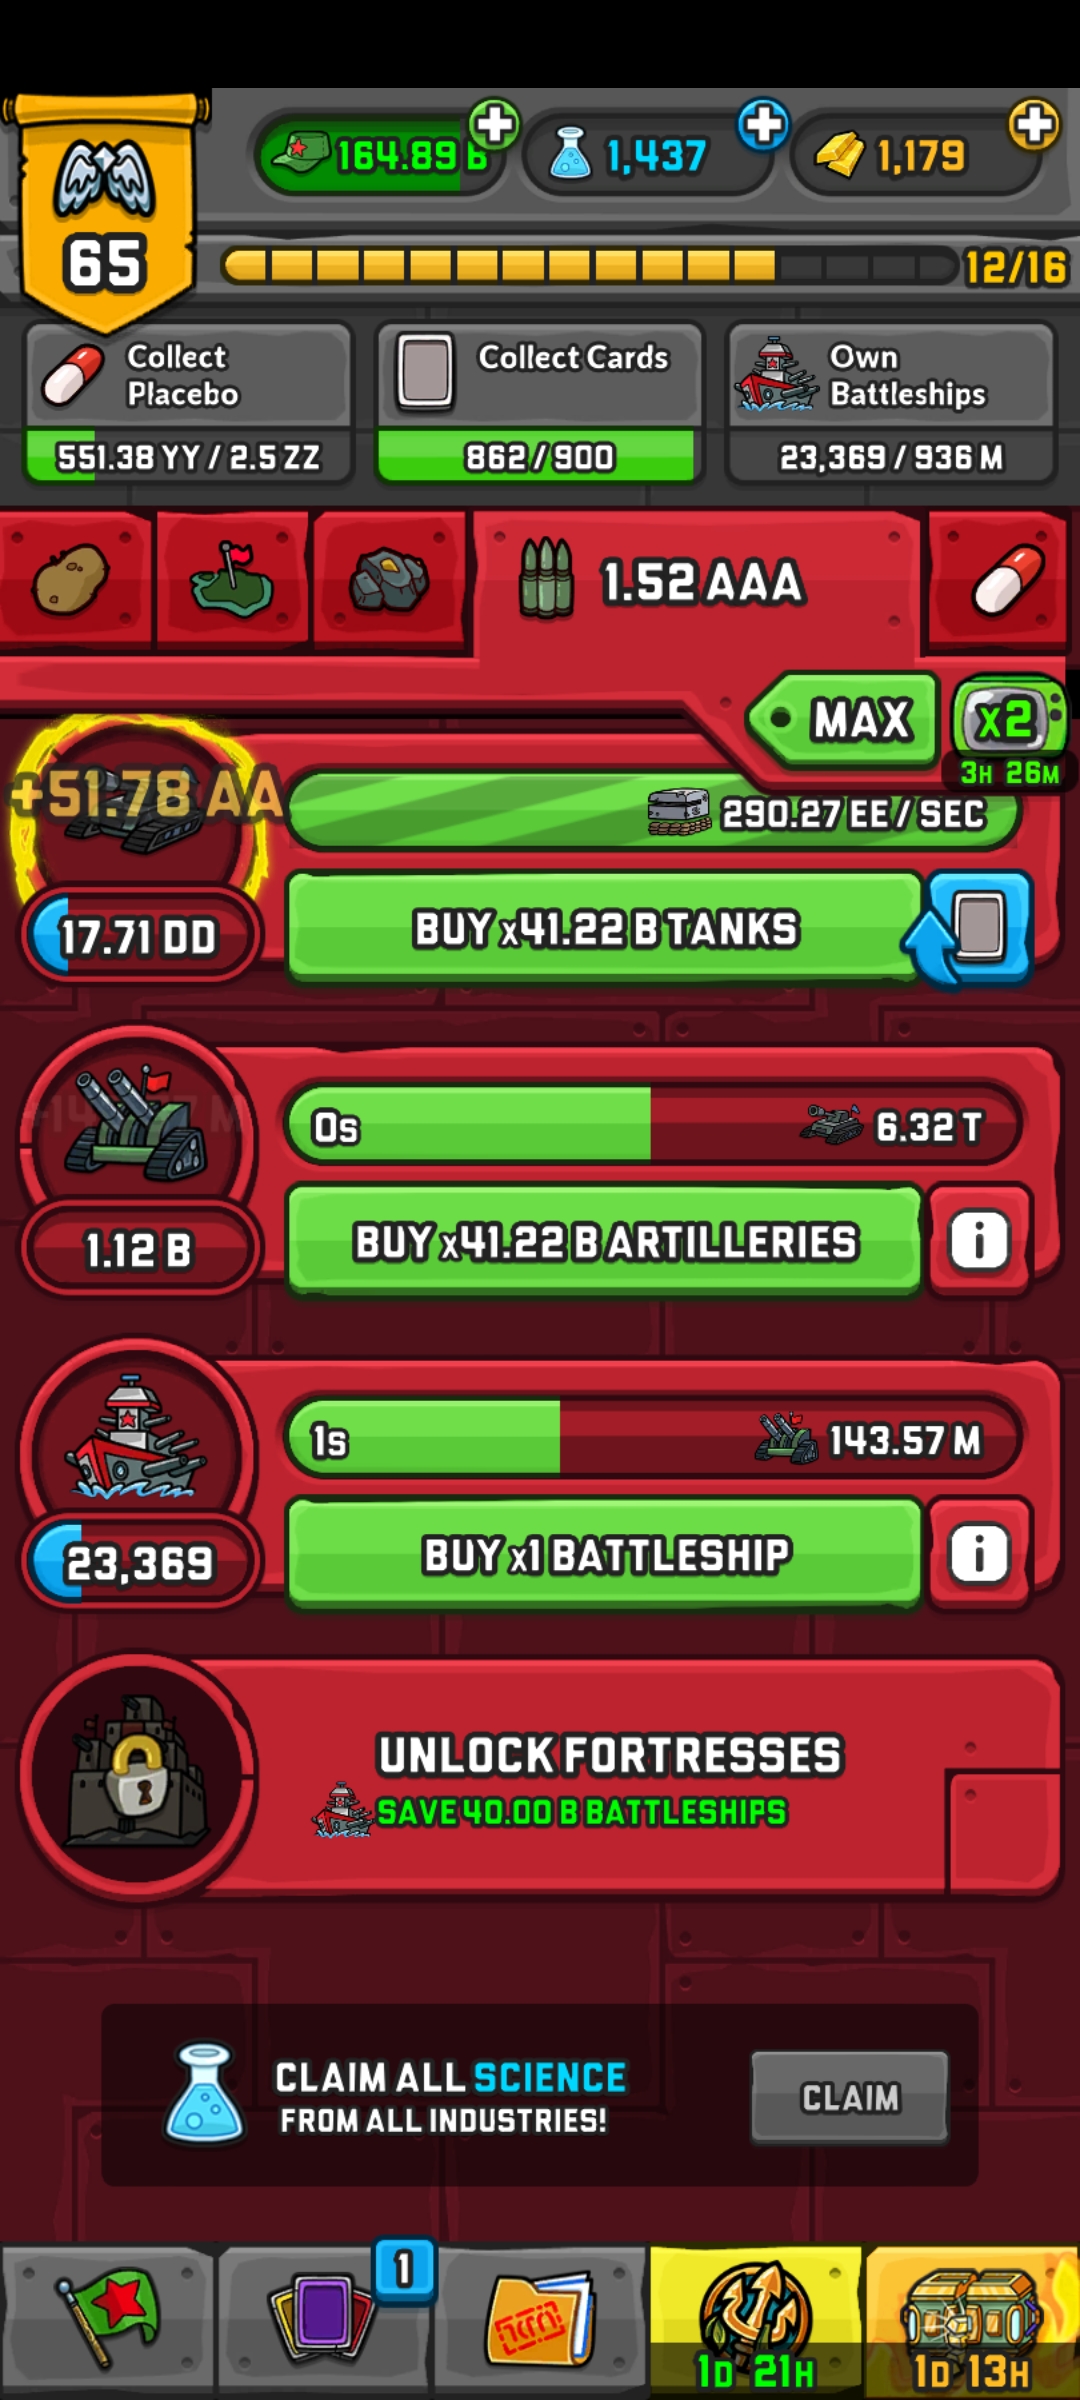 65
164.89 B
1,437
1,179
12/16
Collect
Placebo
551.38 YY / 2.5 ZZ
Collect Cards
862 / 900
Own
Battleships
23,369 / 936 M
1.52 AAA
MAX
x2
3H 26M
+51.78 AA
290.27 EE / SEC
17.71 DD
BUY x41.22 B TANKS
0s
6.32 T
1.12 B
BUY x41.22 B ARTILLERIES
i
1s
143.57 M
23,369
BUY x1 BATTLESHIP
i
UNLOCK FORTRESSES
SAVE 40.00 B BATTLESHIPS
CLAIM ALL SCIENCE
FROM ALL INDUSTRIES!
CLAIM
1
1D 21H
1D 13H